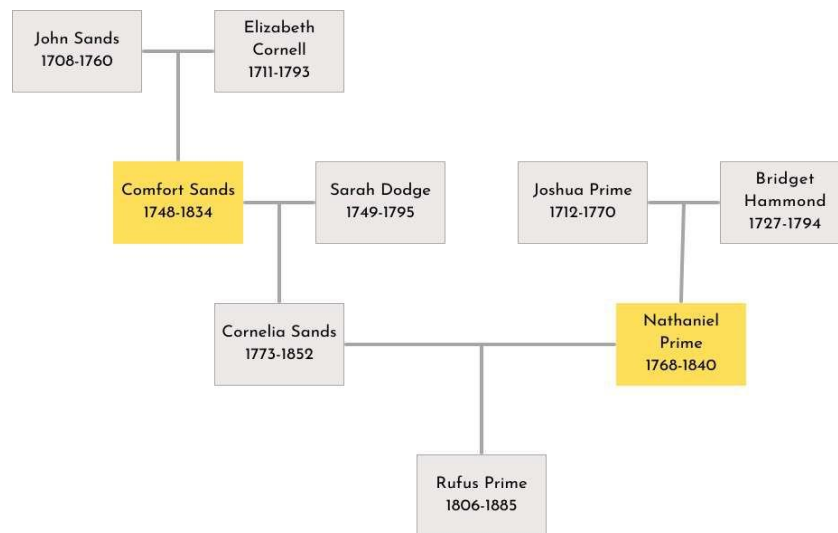 John Sands
1708-1760
Elizabeth
Cornell
1711-1793
Comfort Sands
1748-1834
Sarah Dodge
1749-1795
Joshua Prime
1712-1770
Bridget
Hammond
1727-1794
Cornelia Sands
1773-1852
Nathaniel
Prime
1768-1840
Rufus Prime
1806-1885